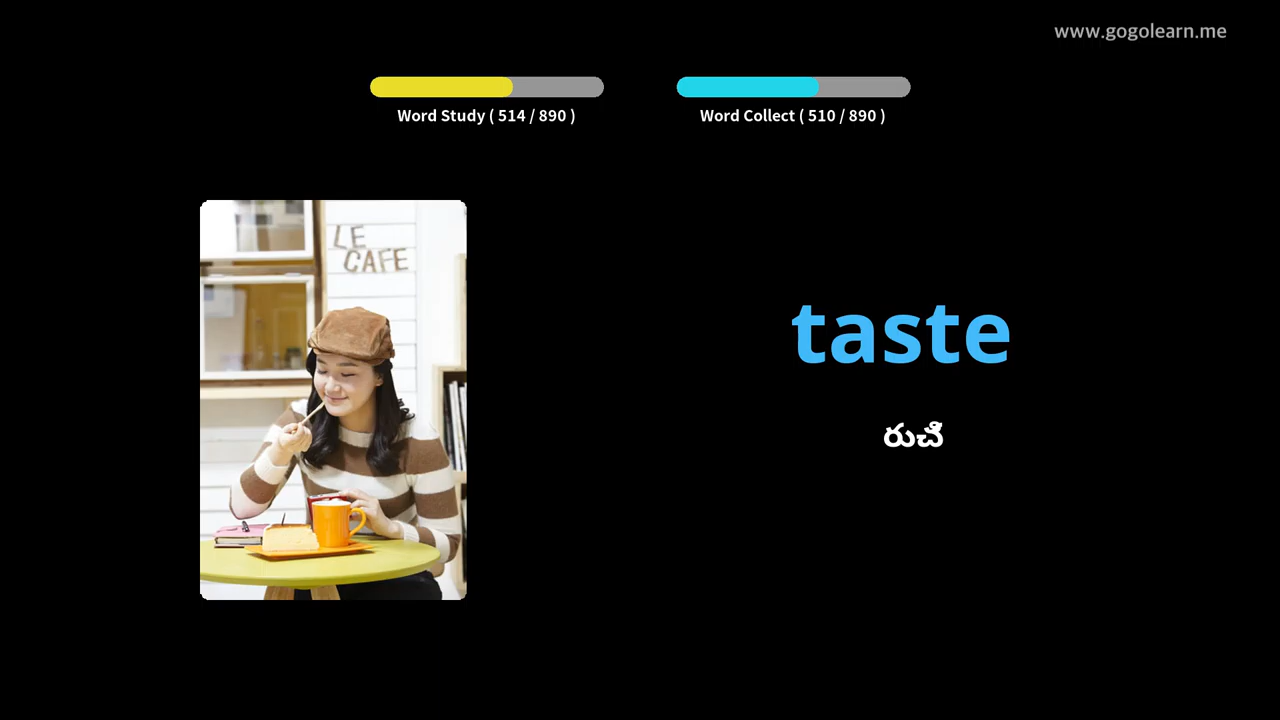 www.gogolearn.me
Word Study ( 514 / 890 )
Word Collect ( 510 / 890 )
LE
CAFE
taste
రుచి